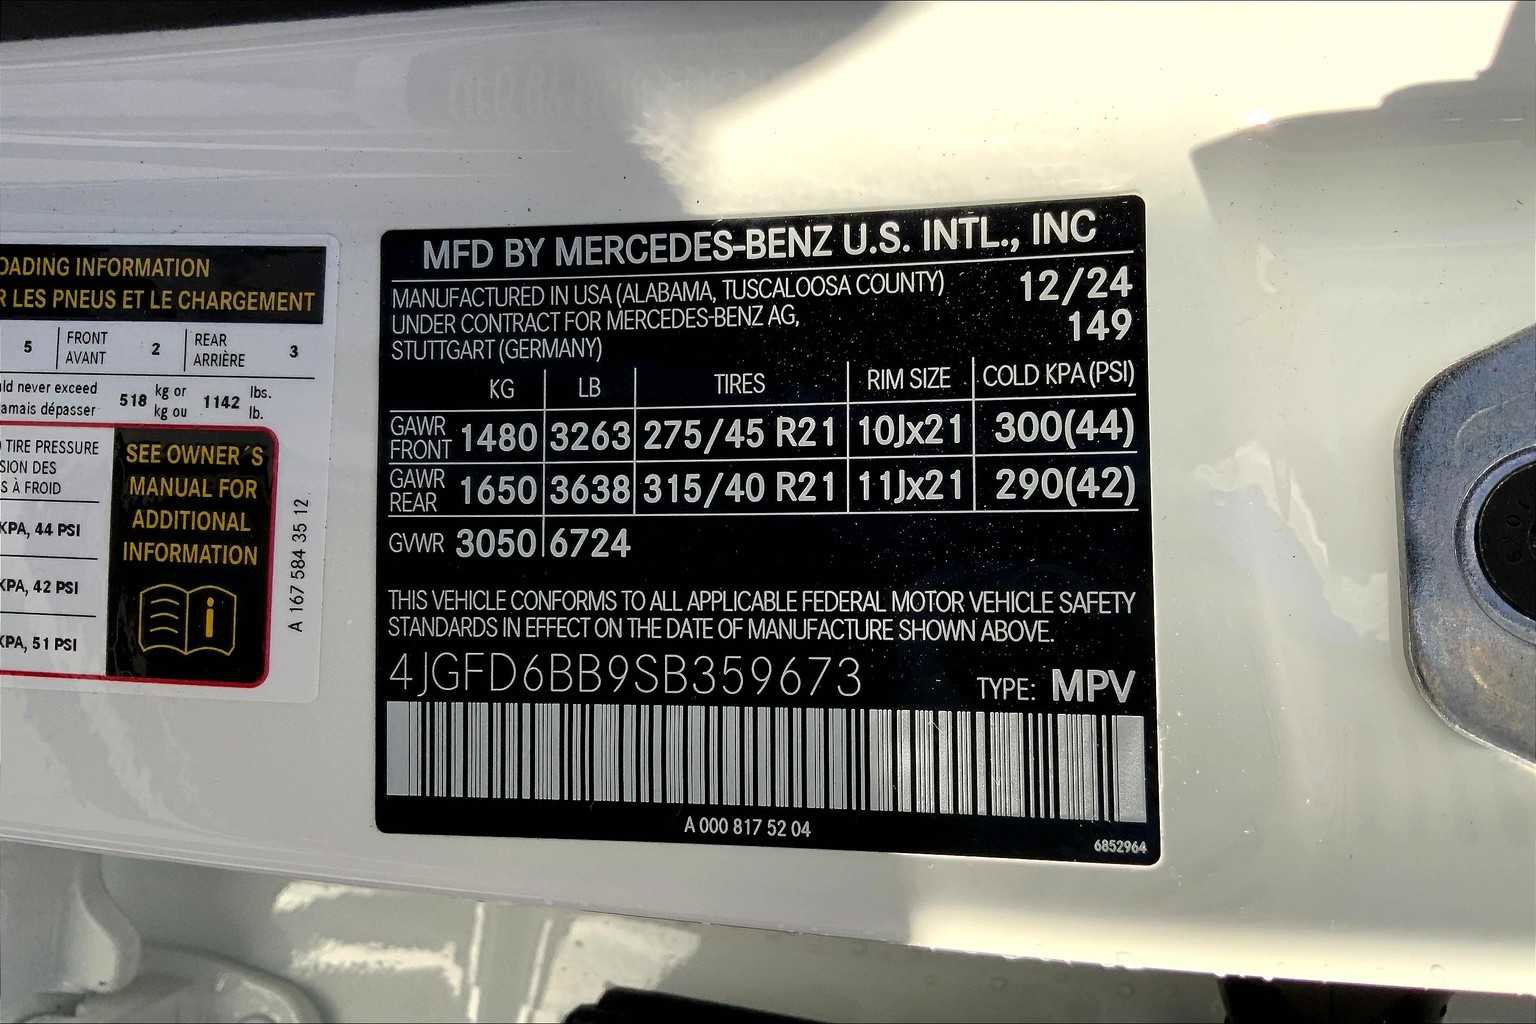 OADING INFORMATION
R LES PNEUS ET LE CHARGEMENT
5 FRONT AVANT 2 REAR ARRIÈRE 3
uld never exceed 518 kg or 1142 lbs.
amais dépasser kg ou lb.
TIRE PRESSURE
SION DES
S À FROID
KPA, 44 PSI
KPA, 42 PSI
KPA, 51 PSI
SEE OWNER´S
MANUAL FOR
ADDITIONAL
INFORMATION
A 167 584 35 12
MFD BY MERCEDES-BENZ U.S. INTL., INC
MANUFACTURED IN USA (ALABAMA, TUSCALOOSA COUNTY) 12/24
UNDER CONTRACT FOR MERCEDES-BENZ AG, 149
STUTTGART (GERMANY)
KG LB TIRES RIM SIZE COLD KPA (PSI)
GAWR FRONT 1480 3263 275/45 R21 10Jx21 300(44)
GAWR REAR 1650 3638 315/40 R21 11Jx21 290(42)
GVWR 3050 6724
THIS VEHICLE CONFORMS TO ALL APPLICABLE FEDERAL MOTOR VEHICLE SAFETY
STANDARDS IN EFFECT ON THE DATE OF MANUFACTURE SHOWN ABOVE.
4JGFD6BB9SB359673 TYPE: MPV
A 000 817 52 04
6852964